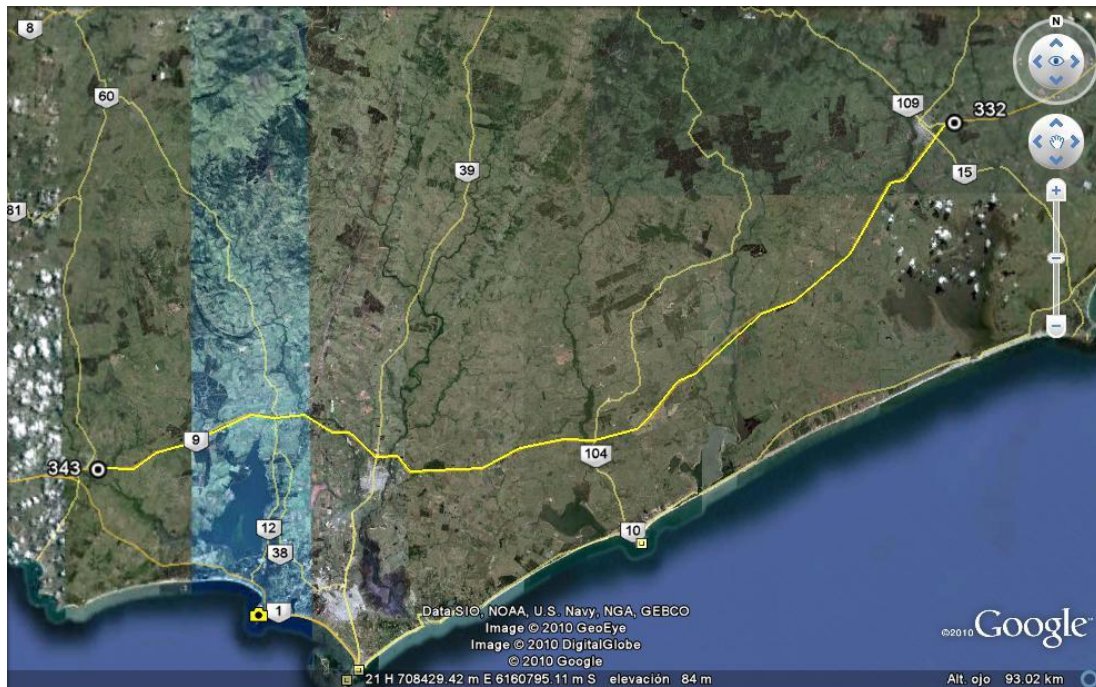 8
N
60
109
332
39
15
81
9
343
104
12
10
38
1
Data SIO, NOAA, U.S. Navy, NGA, GEBCO
Image © 2010 GeoEye
Image © 2010 DigitalGlobe
© 2010 Google
©2010 Google
21 H 708429.42 m E 6160795.11 m S elevación 84 m
Alt. ojo 93.02 km